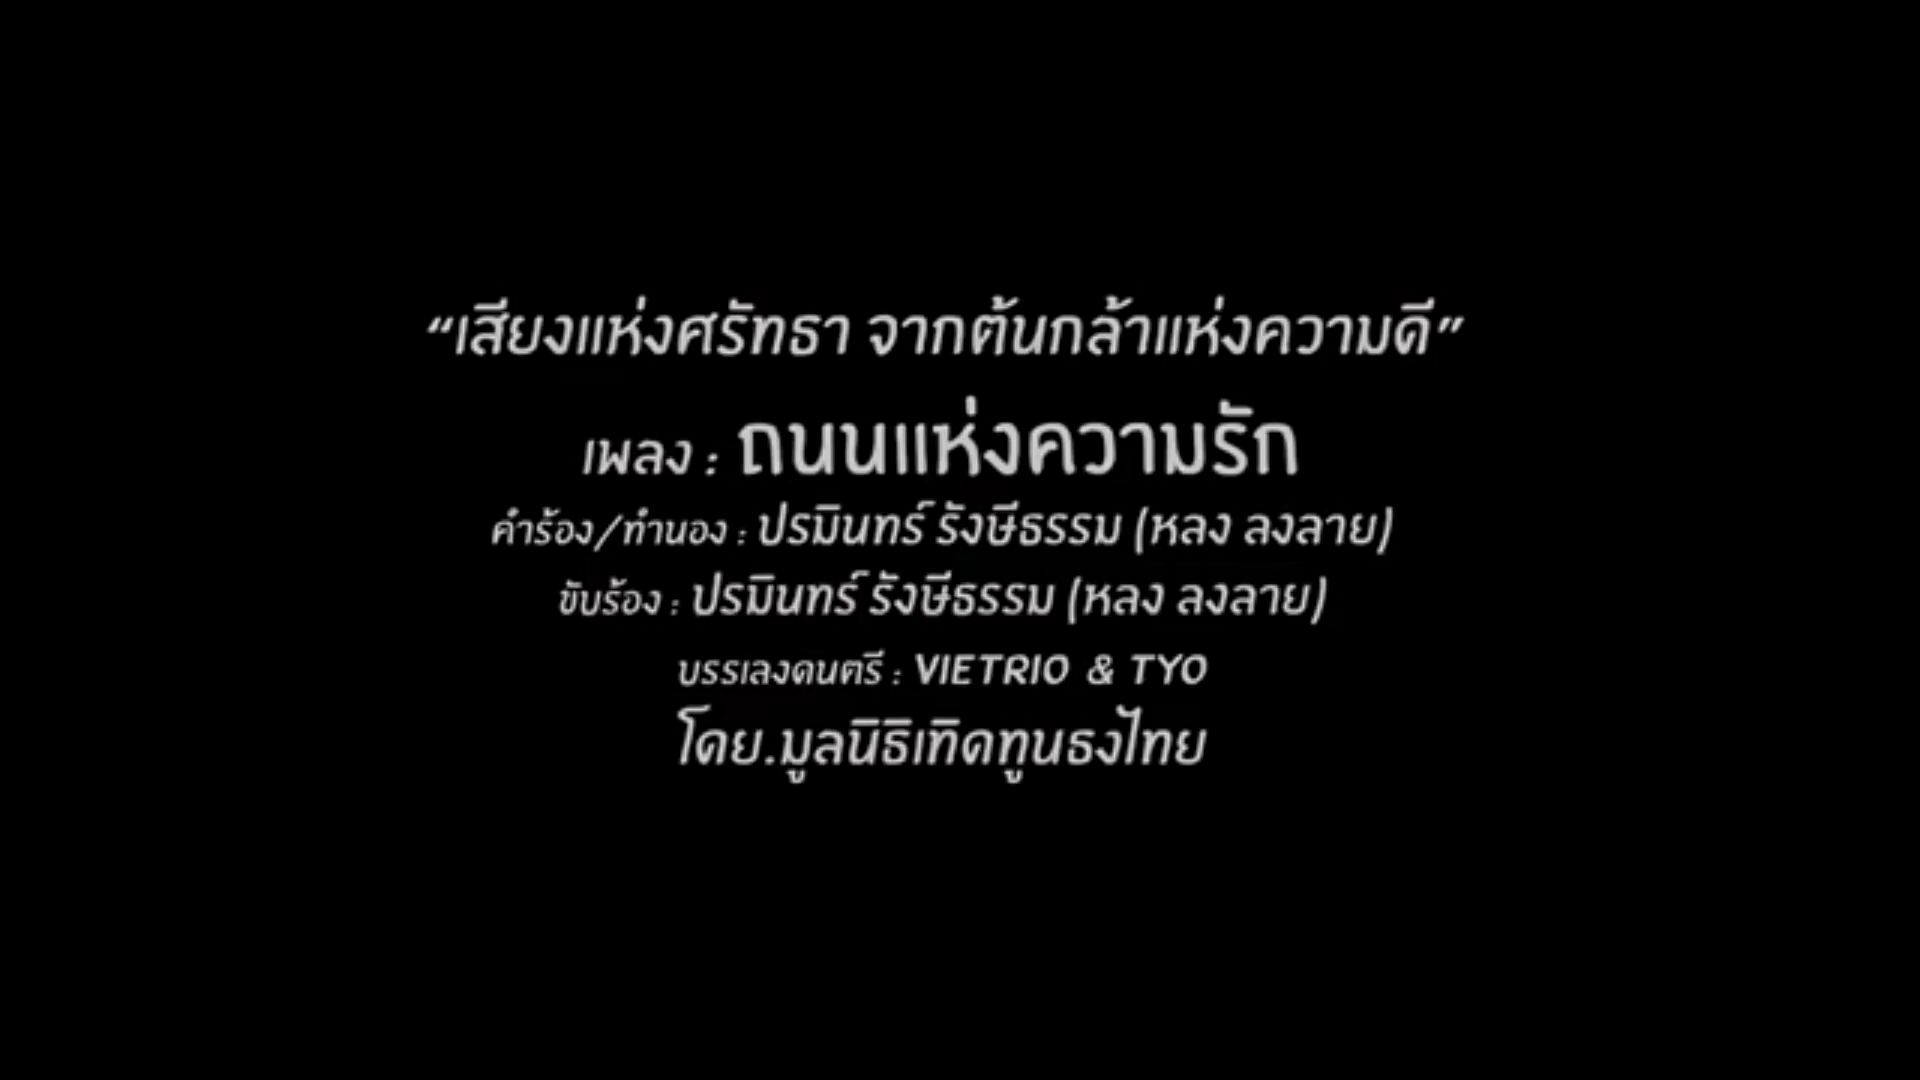 “เสียงแห่งศรัทธา จากต้นกล้าแห่งความดี”
เพลง : ถนนแห่งความรัก
คำร้อง/ทำนอง : ปรมินทร์ รังษีธรรม (หลง ลงลาย)
ขับร้อง : ปรมินทร์ รังษีธรรม (หลง ลงลาย)
บรรเลงดนตรี : VIETRIO & TYO
โดย.มูลนิธิเทิดทูนธงไทย